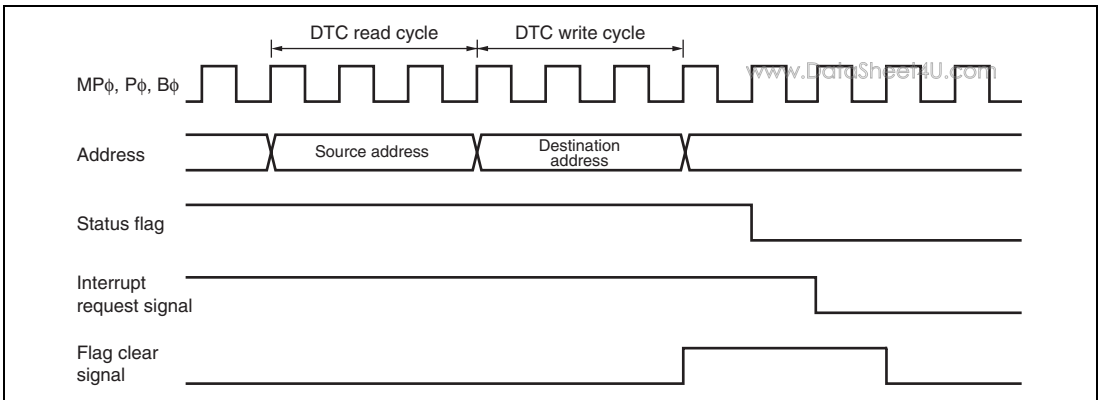 DTC read cycle
DTC write cycle
MPφ, Pφ, Bφ
www.DataSheet4U.com
Address
Source address
Destination
address
Status flag
Interrupt
request signal
Flag clear
signal